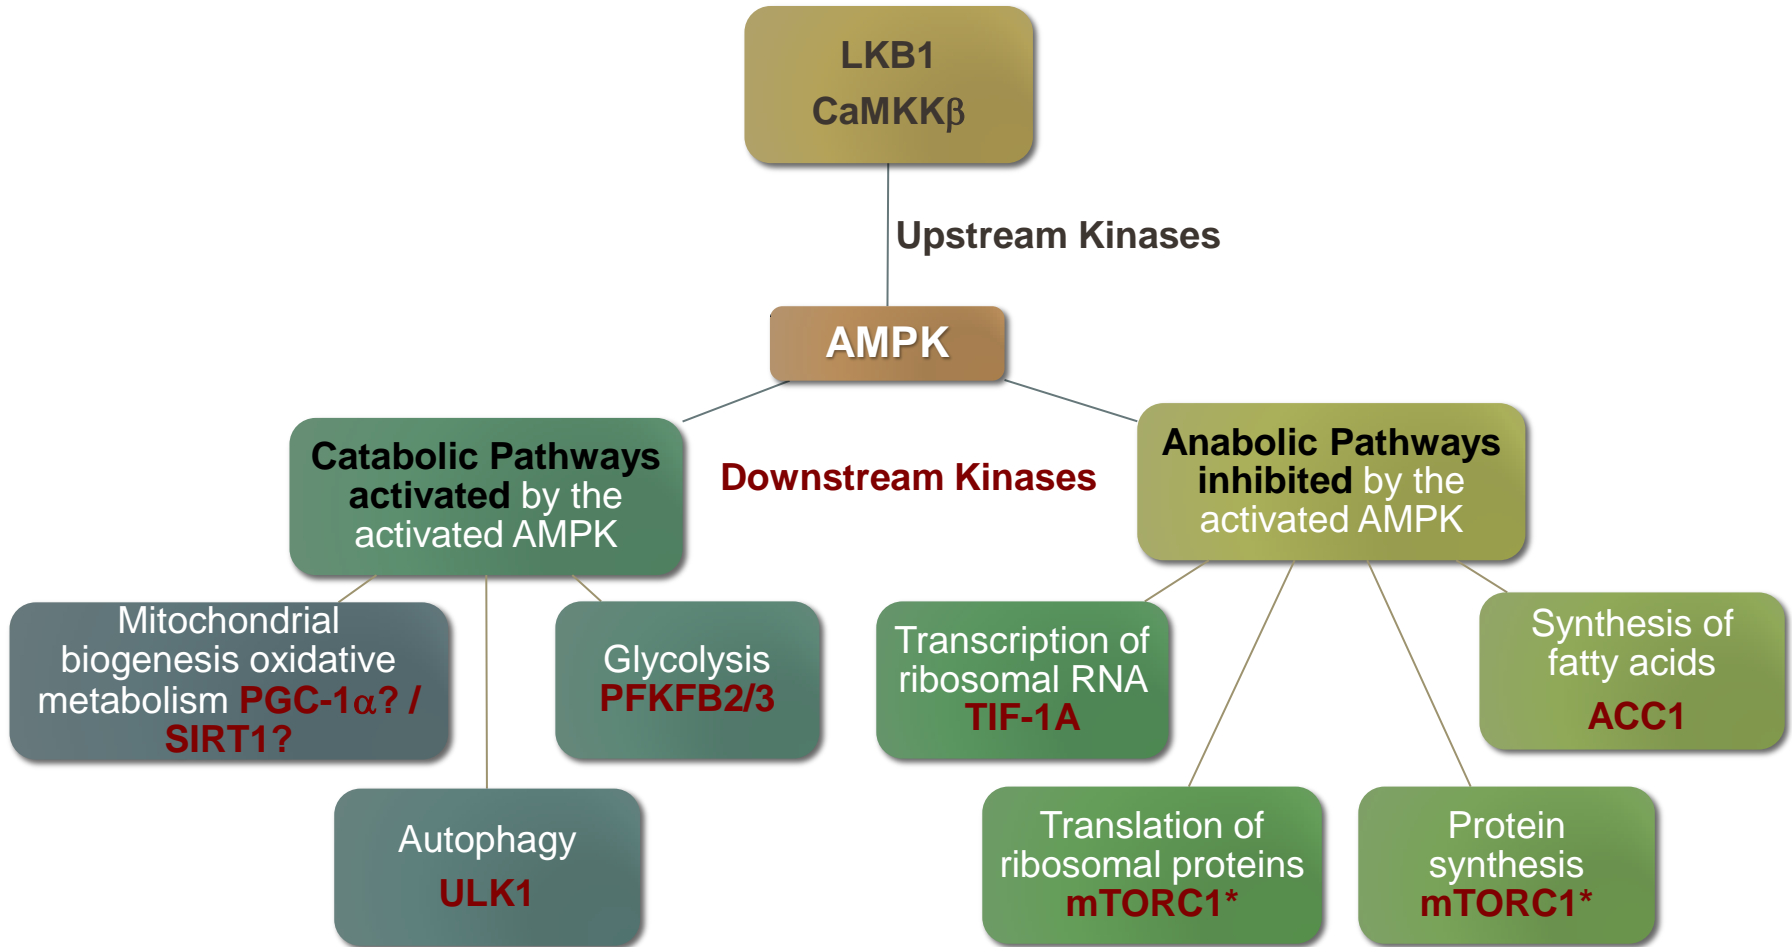 LKB1
CaMKKβ
Upstream Kinases
AMPK
Catabolic Pathways
activated by the
activated AMPK
Downstream Kinases
Anabolic Pathways
inhibited by the
activated AMPK
Mitochondrial
biogenesis oxidative
metabolism PGC-1α? /
SIRT1?
Glycolysis
PFKFB2/3
Transcription of
ribosomal RNA
TIF-1A
Synthesis of
fatty acids
ACC1
Autophagy
ULK1
Translation of
ribosomal proteins
mTORC1*
Protein
synthesis
mTORC1*